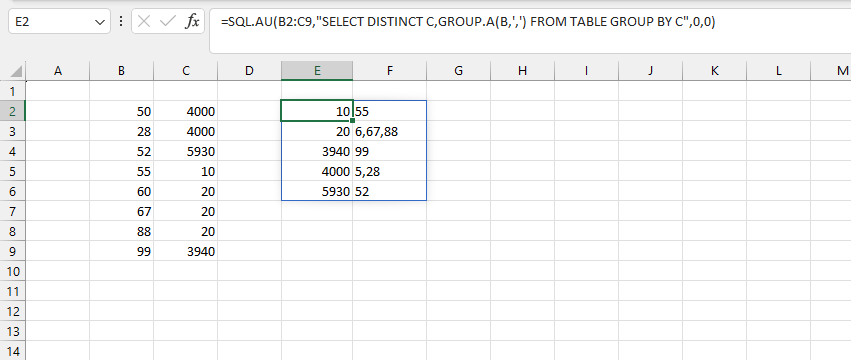 E2 fx =SQL.AU(B2:C9,"SELECT DISTINCT C,GROUP.A(B,',') FROM TABLE GROUP BY C",0,0)
A B C D E F G H I J K L M
1
2 50 4000 10 55
3 28 4000 20 6,67,88
4 52 5930 3940 99
5 55 10 4000 5,28
6 60 20 5930 52
7 67 20
8 88 20
9 99 3940
10
11
12
13
14